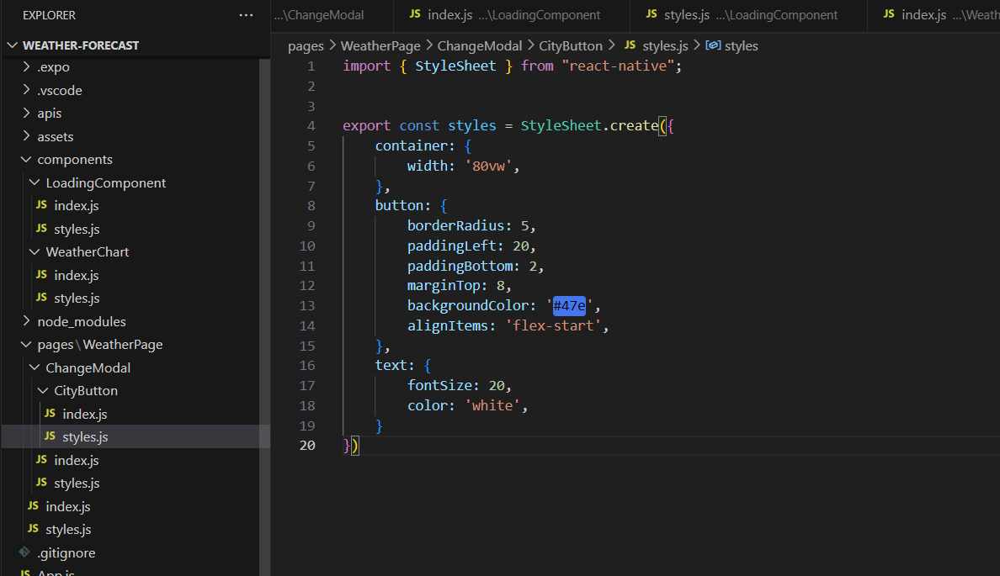 EXPLORER
...
WEATHER-FORECAST
.expo
.vscode
apis
assets
components
LoadingComponent
JS index.js
JS styles.js
WeatherChart
JS index.js
JS styles.js
node_modules
pages\WeatherPage
ChangeModal
CityButton
JS index.js
JS styles.js
JS index.js
JS styles.js
JS index.js
JS styles.js
.gitignore
JS App.js
...\ChangeModal
JS index.js ...\LoadingComponent
JS styles.js ...\LoadingComponent
JS index.js ...\Weath
pages > WeatherPage > ChangeModal > CityButton > JS styles.js > styles
1 import { StyleSheet } from "react-native";
2
3
4 export const styles = StyleSheet.create({
5     container: {
6         width: '80vw',
7     },
8     button: {
9         borderRadius: 5,
10         paddingLeft: 20,
11         paddingBottom: 2,
12         marginTop: 8,
13         backgroundColor: '#47e',
14         alignItems: 'flex-start',
15     },
16     text: {
17         fontSize: 20,
18         color: 'white',
19     }
20 })